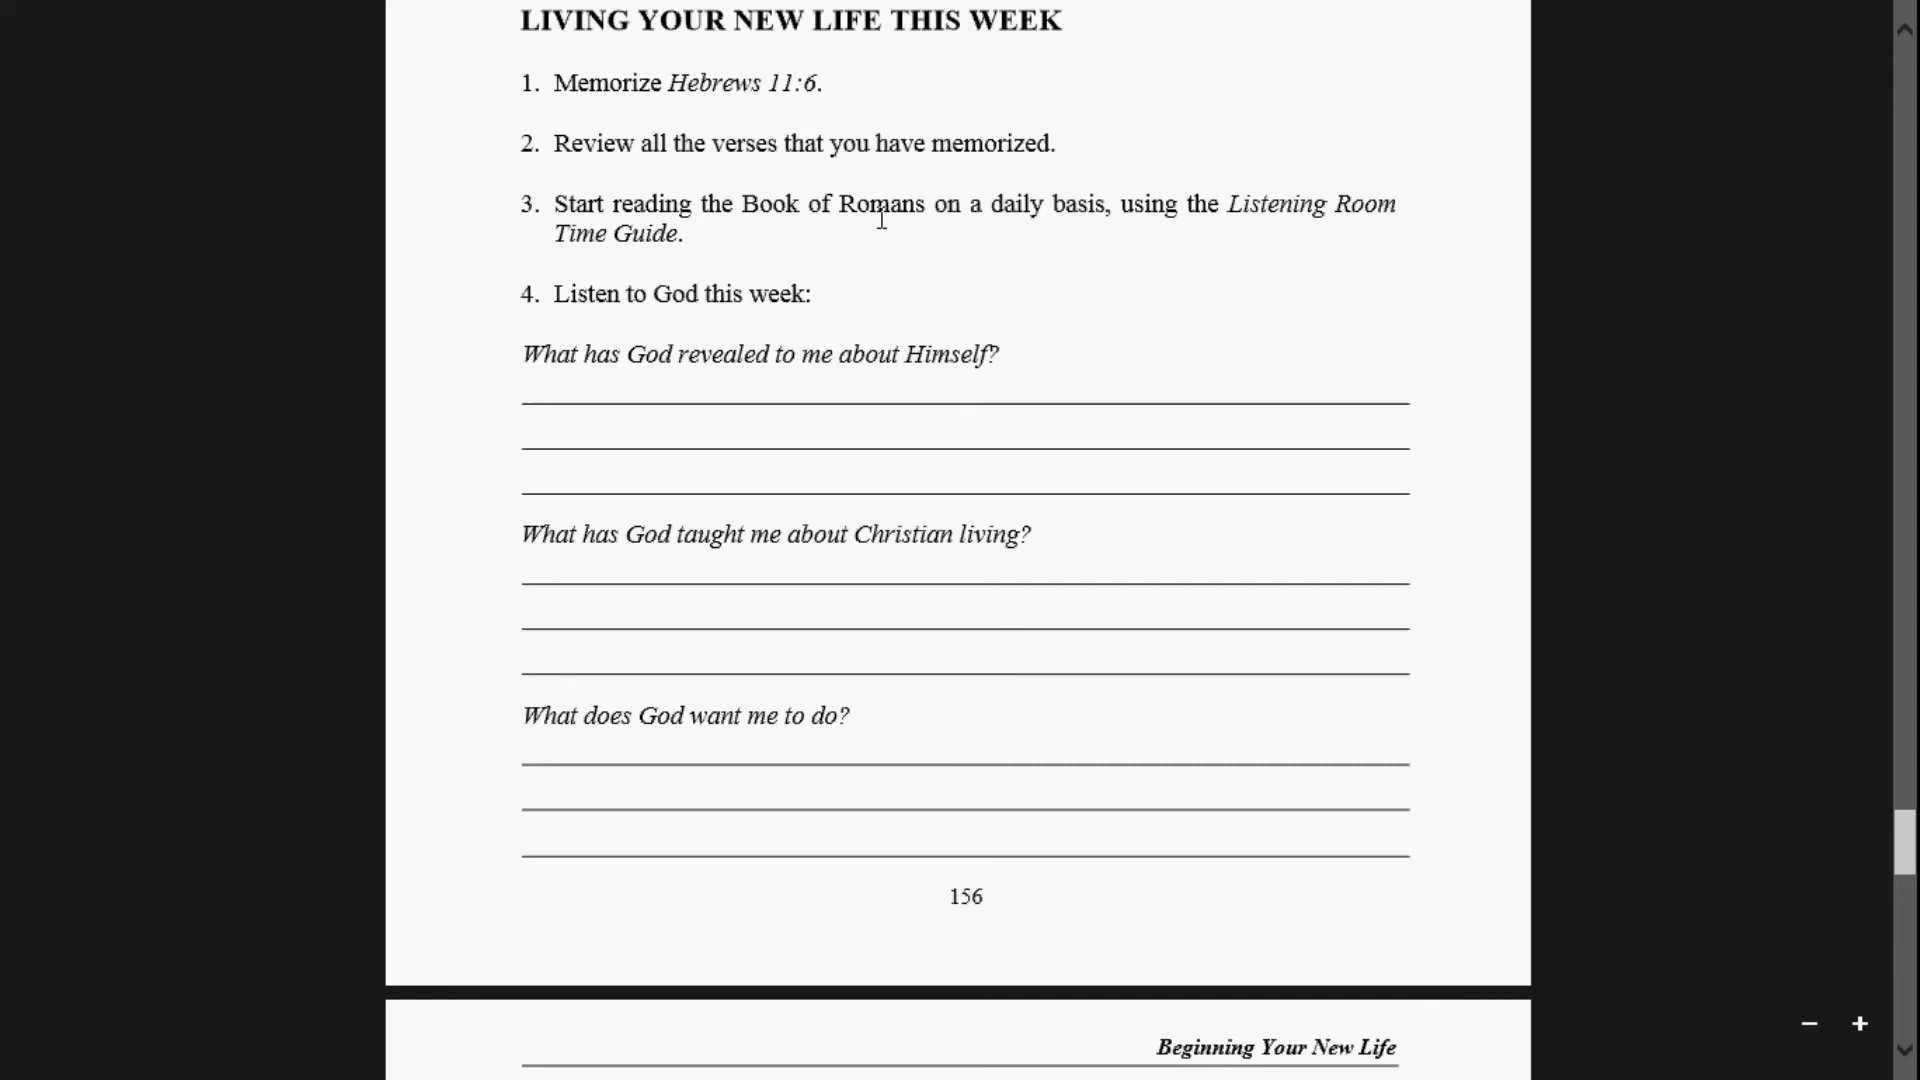 LIVING YOUR NEW LIFE THIS WEEK
1. Memorize Hebrews 11:6.
2. Review all the verses that you have memorized.
3. Start reading the Book of Romans on a daily basis, using the Listening Room
Time Guide.
4. Listen to God this week:
What has God revealed to me about Himself?
What has God taught me about Christian living?
What does God want me to do?
156
Beginning Your New Life